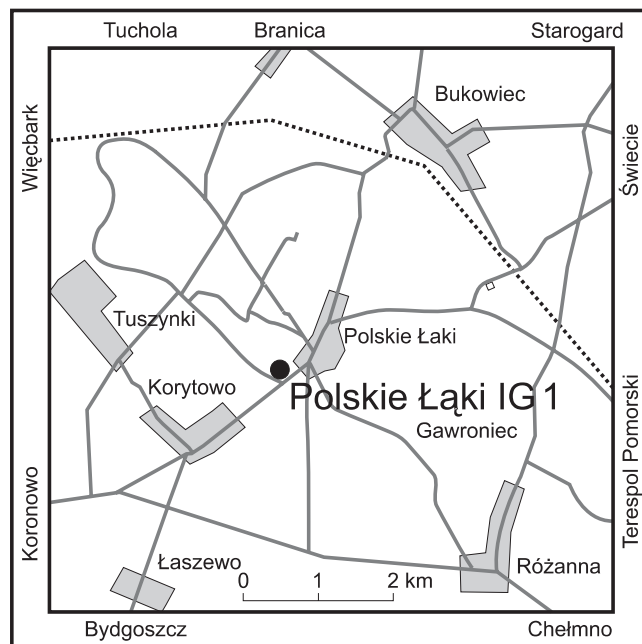 Tuchola
Branica
Starogard
Więcbark
Świecie
Bukowiec
Tuszynki
Polskie Łaki
Korytowo
Polskie Łąki IG 1
Gawroniec
Koronowo
Terespol Pomorski
Łaszewo
0 1 2 km
Różanna
Bydgoszcz
Chełmno